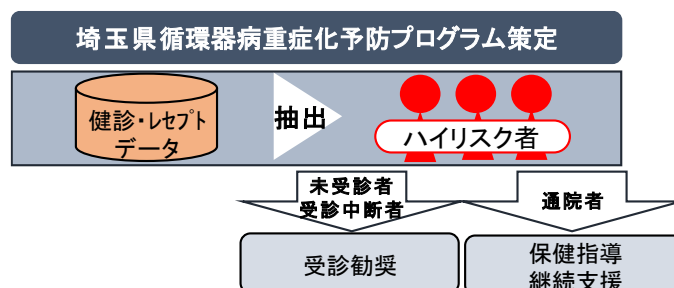 埼玉県循環器病重症化予防プログラム策定
健診・レセプト
データ
抽出
ハイリスク者
未受診者
受診中断者
通院者
受診勧奨
保健指導
継続支援